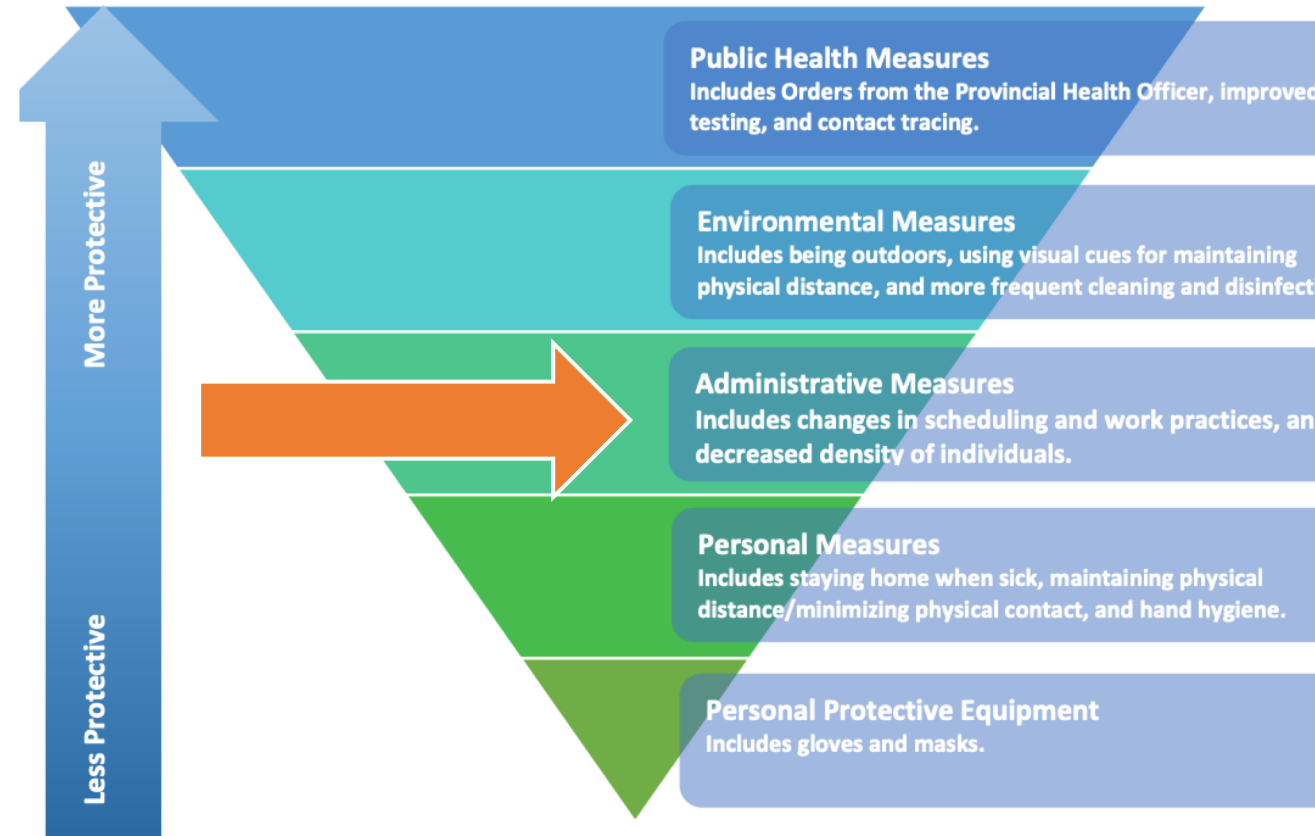 More Protective
Less Protective
Public Health Measures
Includes Orders from the Provincial Health Officer, improved
testing, and contact tracing.
Environmental Measures
Includes being outdoors, using visual cues for maintaining
physical distance, and more frequent cleaning and disinfect
Administrative Measures
Includes changes in scheduling and work practices, an
decreased density of individuals.
Personal Measures
Includes staying home when sick, maintaining physical
distance/minimizing physical contact, and hand hygiene.
Personal Protective Equipment
Includes gloves and masks.